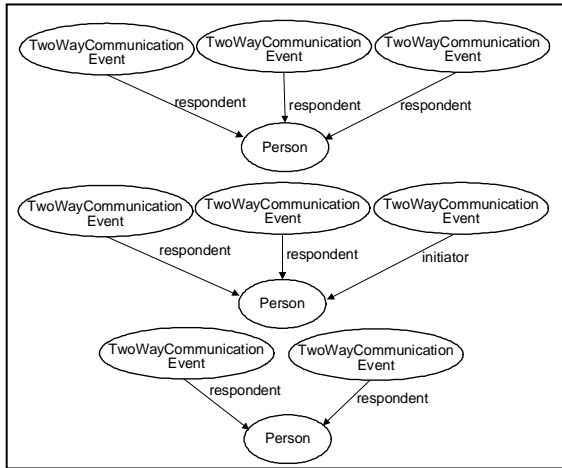 TwoWayCommunication
Event
TwoWayCommunication
Event
TwoWayCommunication
Event
respondent
respondent
respondent
Person
TwoWayCommunication
Event
TwoWayCommunication
Event
TwoWayCommunication
Event
respondent
respondent
initiator
Person
TwoWayCommunication
Event
TwoWayCommunication
Event
respondent
respondent
Person